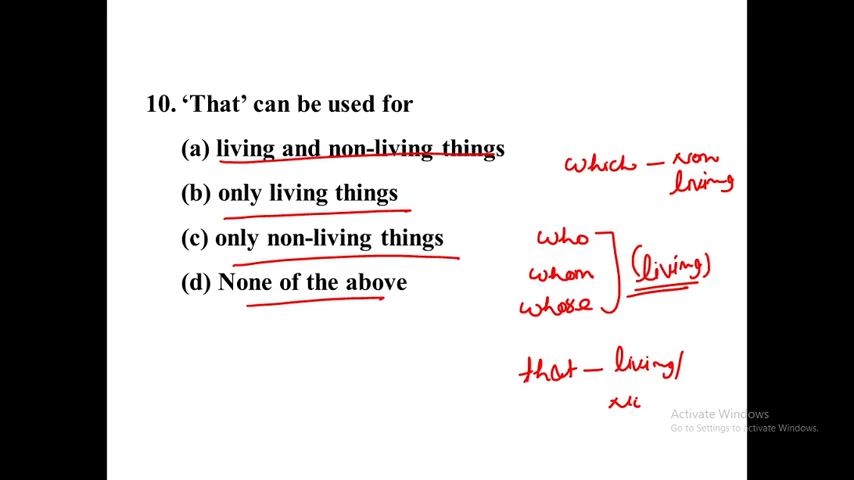 10. ‘That’ can be used for
(a) living and non-living things
(b) only living things
(c) only non-living things
(d) None of the above
which — Non
living
who
whom
whose
(living)
that — living/
Activate Windows
Go to Settings to activate Windows.